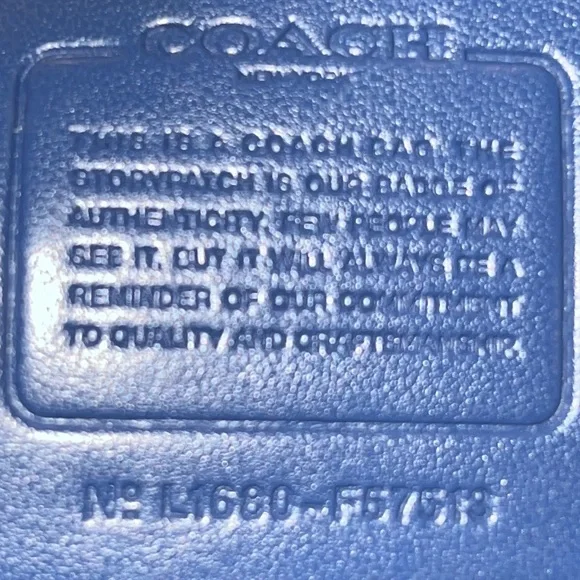 COACH
NEW YORK
THIS IS A COACH BAG. THE
STORYPATCH IS OUR BADGE OF
AUTHENTICITY. FEW PEOPLE MAY
SEE IT, BUT IT WILL ALWAYS BE A
REMINDER OF OUR COMMITMENT
TO QUALITY AND CRAFTSMANSHIP.
Nº L1680-F57513